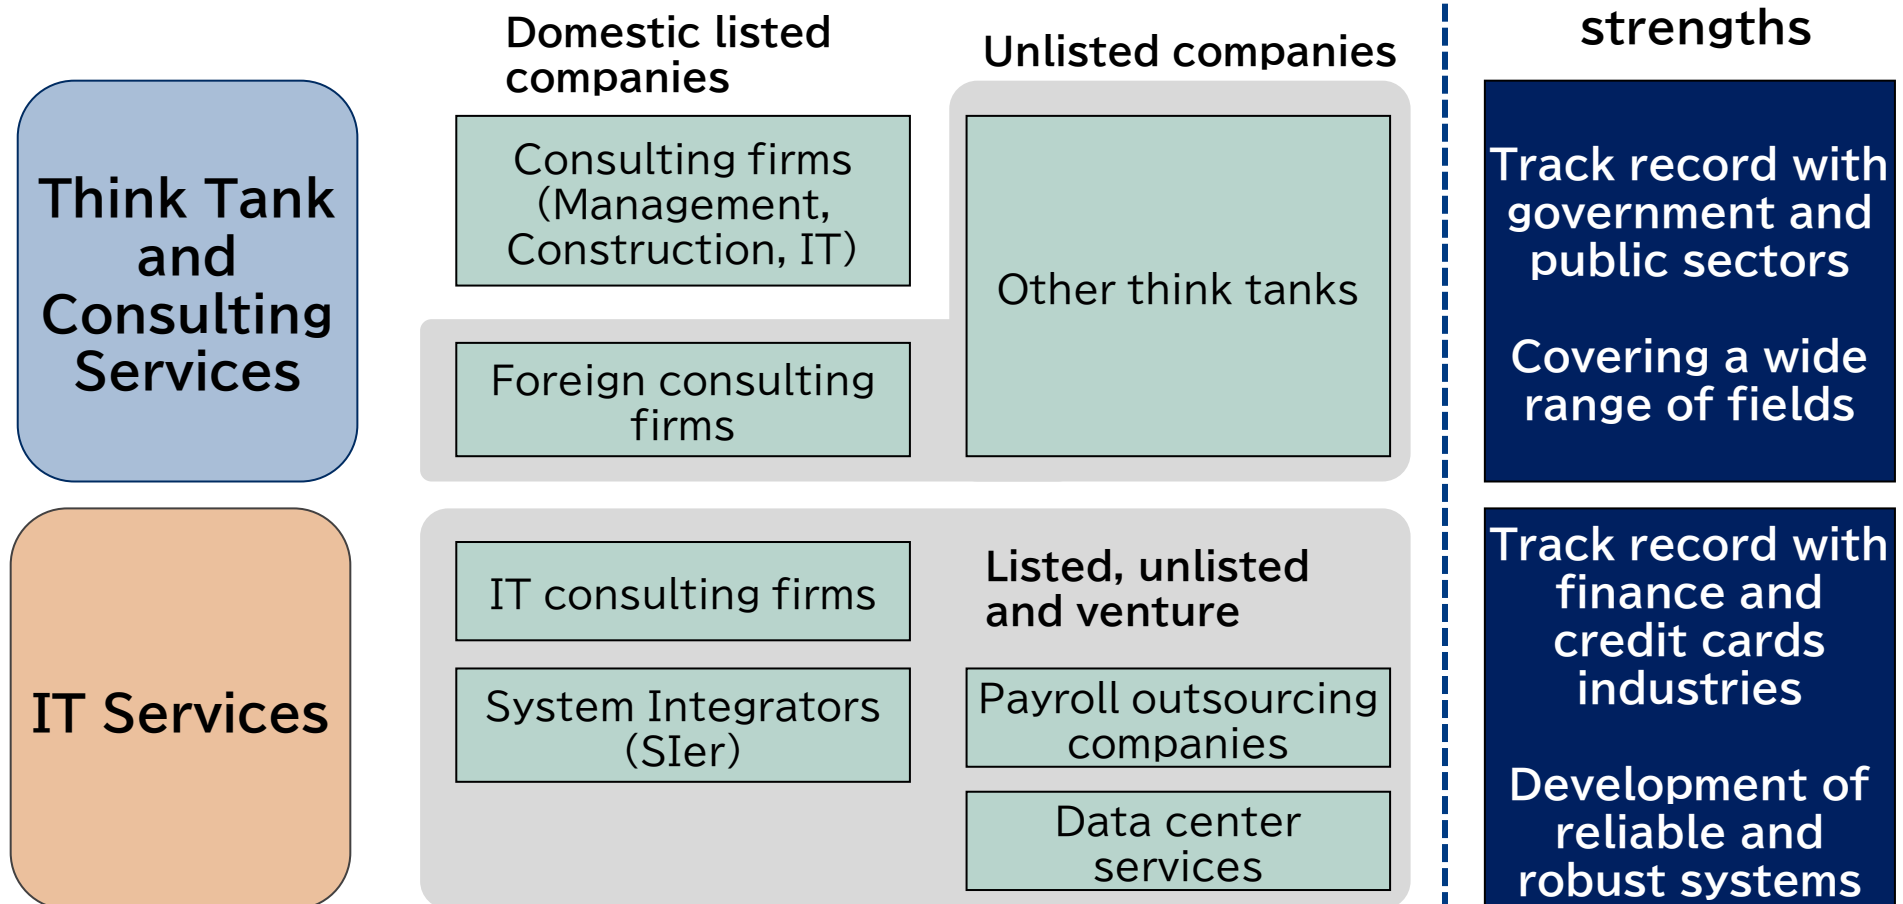 Domestic listed
companies
Unlisted companies
strengths
Think Tank
and
Consulting
Services
Consulting firms
(Management,
Construction, IT)
Foreign consulting
firms
Other think tanks
Track record with
government and
public sectors
Covering a wide
range of fields
IT Services
IT consulting firms
System Integrators
(SIer)
Listed, unlisted
and venture
Payroll outsourcing
companies
Data center
services
Track record with
finance and
credit cards
industries
Development of
reliable and
robust systems